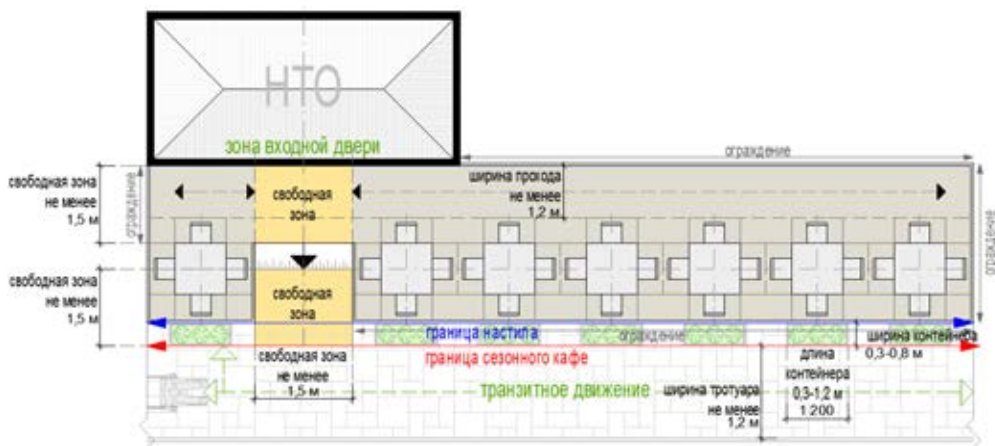 НТО
зона входной двери
ограждение
свободная зона
не менее
1,5 м
ограждение
свободная
зона
ширина прохода
не менее
1,2 м
ограждение
свободная зона
не менее
1,5 м
свободная
зона
граница настила
ограждение
ширина контейнера
0,3-0,8 м
граница сезонного кафе
свободная зона
не менее
1,5 м
длина
контейнера
0,3-1,2 м
1 200
транзитное движение
ширина тротуара
не менее
1,2 м